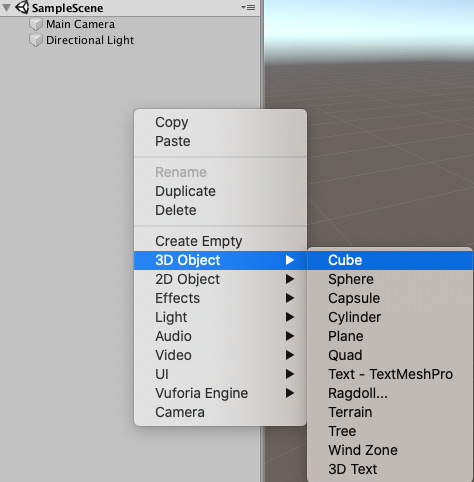 SampleScene
Main Camera
Directional Light
Copy
Paste
Rename
Duplicate
Delete
Create Empty
3D Object
2D Object
Effects
Light
Audio
Video
UI
Vuforia Engine
Camera
Cube
Sphere
Capsule
Cylinder
Plane
Quad
Text - TextMeshPro
Ragdoll...
Terrain
Tree
Wind Zone
3D Text